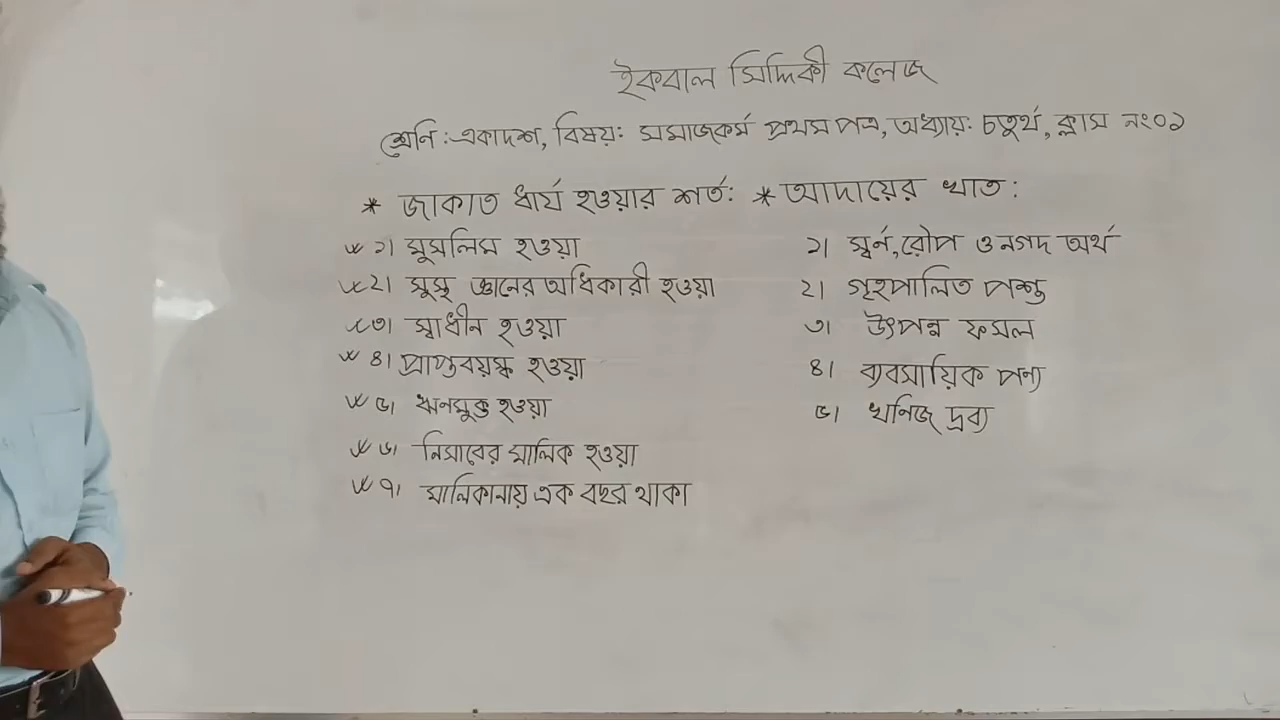 ইকবাল সিদ্দিকী কলেজ
শ্রেনি: একাদশ, বিষয়: সমাজকর্ম প্রথম পত্র, অধ্যায়: চতুর্থ, ক্লাস নং০১
* জাকাত ধার্য হওয়ার শর্ত:
১। মুসলিম হওয়া
২। সুস্থ জ্ঞানের অধিকারী হওয়া
৩। স্বাধীন হওয়া
৪। প্রাপ্তবয়স্ক হওয়া
৫। ঋনমুক্ত হওয়া
৬। নিসাবের মালিক হওয়া
৭। মালিকানায় এক বছর থাকা
* আদায়ের খাত:
১। স্বর্ন, রৌপ ও নগদ অর্থ
২। গৃহপালিত পশু
৩। উৎপন্ন ফসল
৪। ব্যবসায়িক পন্য
৫। খনিজ দ্রব্য